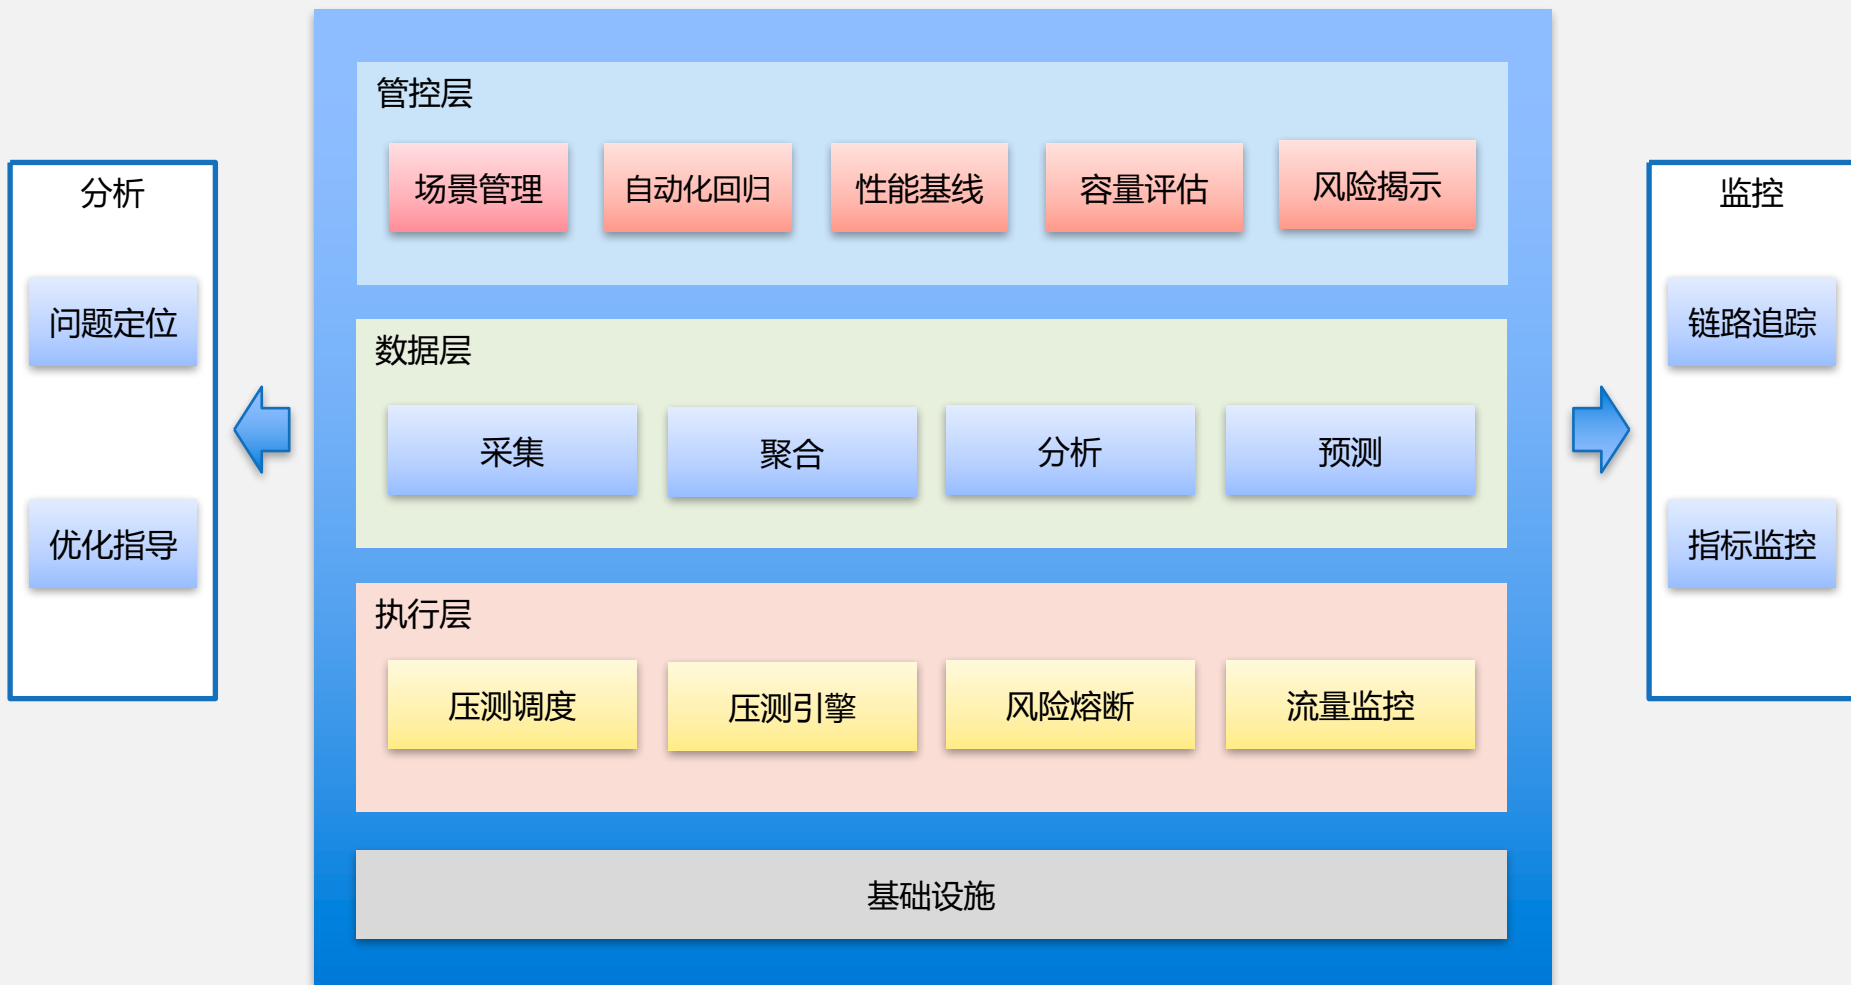 分析
问题定位
优化指导
管控层
场景管理
自动化回归
性能基线
容量评估
风险揭示
数据层
采集
聚合
分析
预测
执行层
压测调度
压测引擎
风险熔断
流量监控
基础设施
监控
链路追踪
指标监控